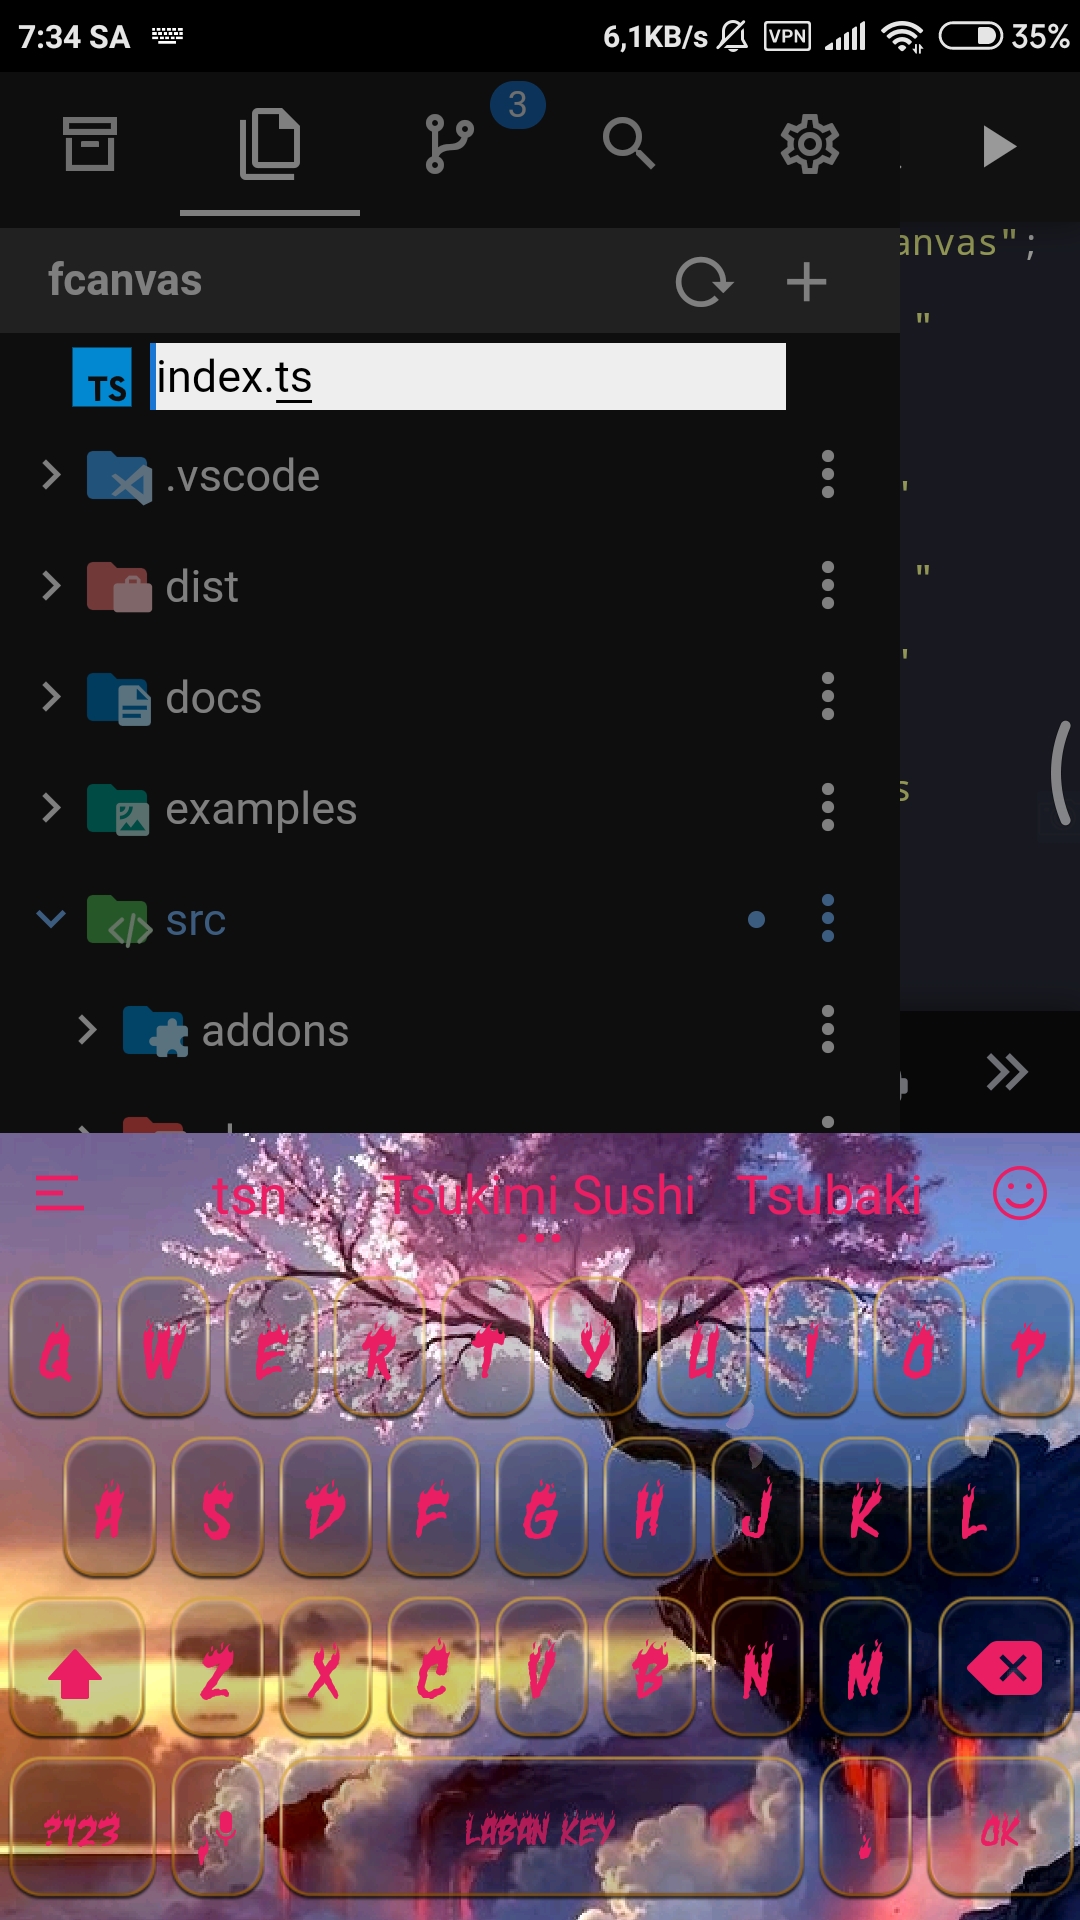 7:34 SA 6,1KB/s VPN 35%
3
anvas";
fcanvas
"
TS index.ts
.vscode
'
dist
"
docs
'
examples
s
src
addons
tsn Tsukimi Sushi Tsubaki
Q W E R T Y U I O P
A S D F G H J K L
Z X C V B N M
?123 , LABAN KEY . OK